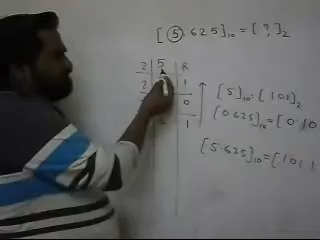 [5.625]10 = [?]2
2 5 R
2 1
0
1
[5]10 = [101]2
[0.625]10 = [0.10
[5.625]10 = [101.1